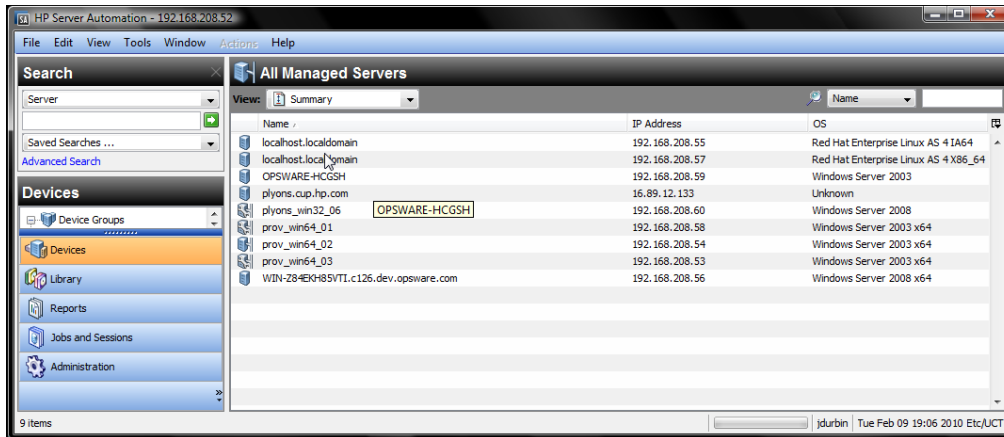 HP Server Automation - 192.168.208.52
File Edit View Tools Window Actions Help
Search
Server
Saved Searches ...
Advanced Search
Devices
Device Groups
Devices
Library
Reports
Jobs and Sessions
Administration
All Managed Servers
View: Summary Name
Name IP Address OS
localhost.localdomain 192.168.208.55 Red Hat Enterprise Linux AS 4 IA64
localhost.localdomain 192.168.208.57 Red Hat Enterprise Linux AS 4 X86_64
OPSWARE-HCGSH 192.168.208.59 Windows Server 2003
plyons.cup.hp.com 16.89.12.133 Unknown
plyons_win32_06 OPSWARE-HCGSH 192.168.208.60 Windows Server 2008
prov_win64_01 192.168.208.58 Windows Server 2003 x64
prov_win64_02 192.168.208.54 Windows Server 2003 x64
prov_win64_03 192.168.208.53 Windows Server 2003 x64
WIN-Z84EKH85VTI.c126.dev.opsware.com 192.168.208.56 Windows Server 2008 x64
9 items jdurbin Tue Feb 09 19:06 2010 Etc/UCT